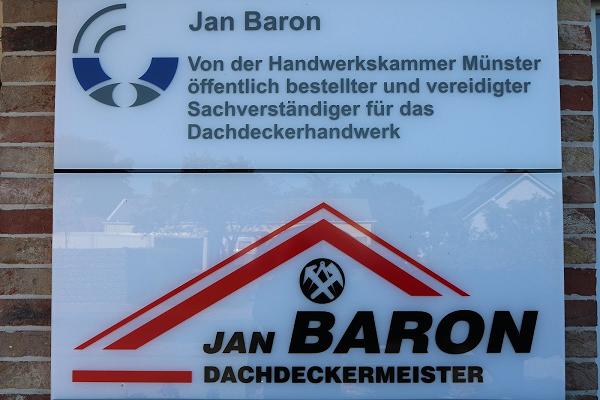 Jan Baron
Von der Handwerkskammer Münster
öffentlich bestellter und vereidigter
Sachverständiger für das
Dachdeckerhandwerk
JAN BARON
DACHDECKERMEISTER